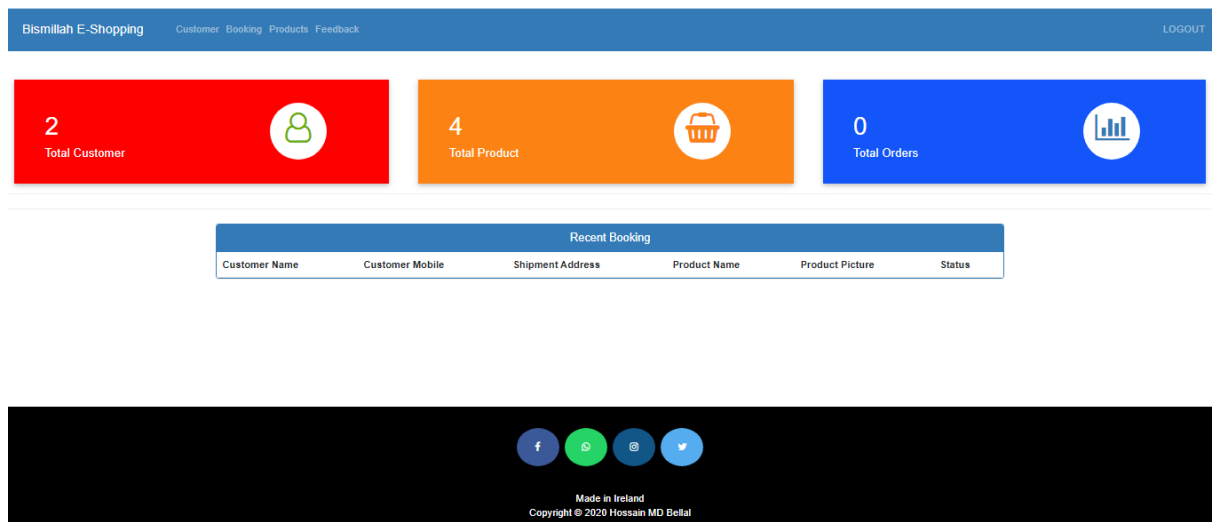 Bismillah E-Shopping Customer Booking Products Feedback LOGOUT
2
Total Customer
4
Total Product
0
Total Orders
Recent Booking
Customer Name Customer Mobile Shipment Address Product Name Product Picture Status
Made in Ireland
Copyright © 2020 Hossain MD Bellal